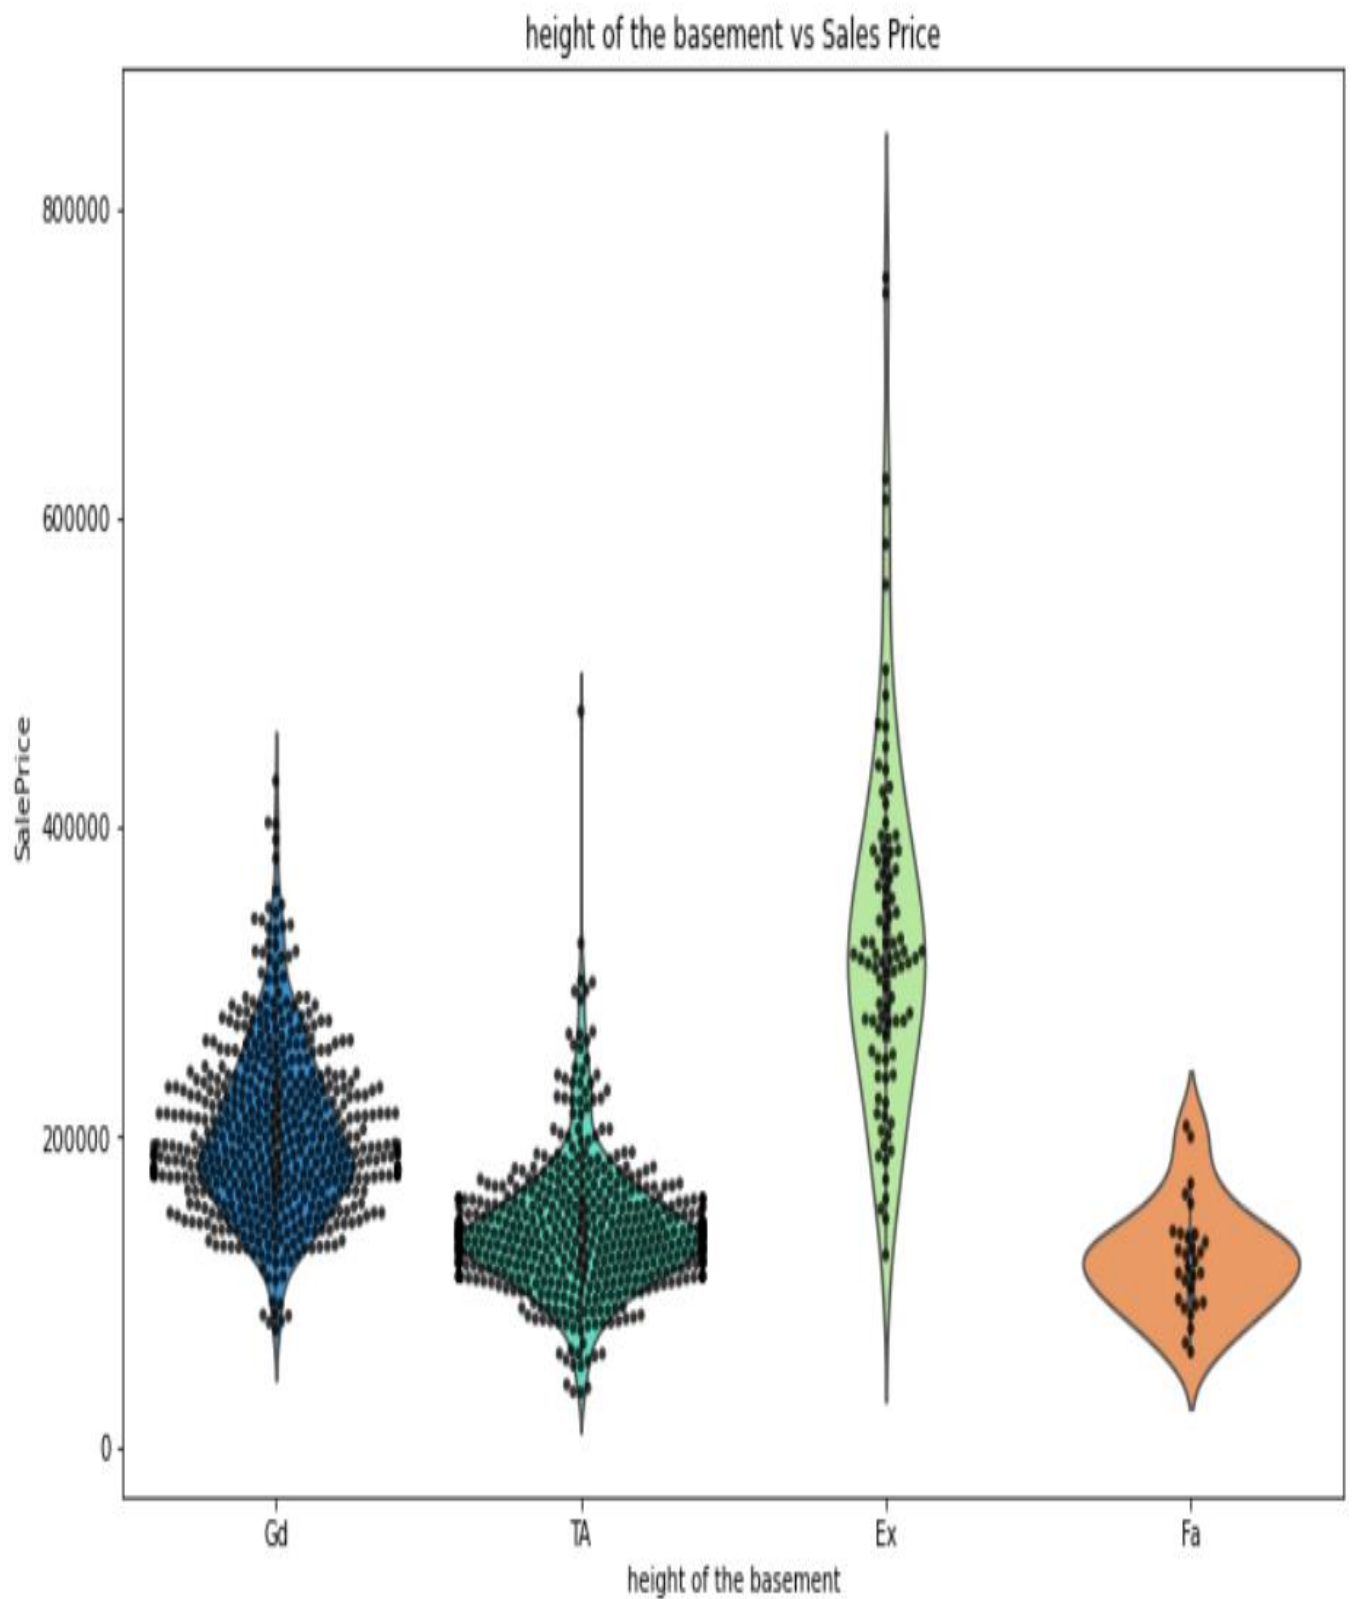 height of the basement vs Sales Price
SalePrice
800000
600000
400000
200000
0
Gd TA Ex Fa
height of the basement